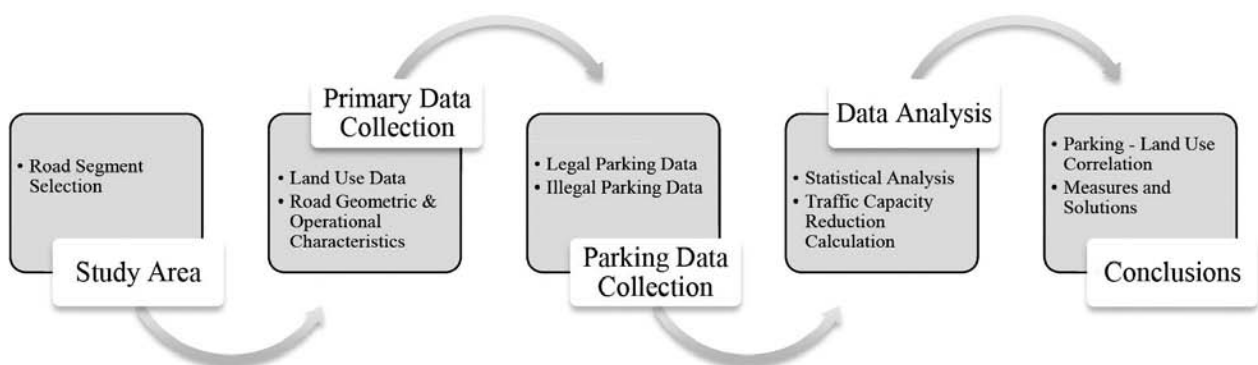 • Road Segment
Selection
Study Area
Primary Data
Collection
• Land Use Data
• Road Geometric &
Operational
Characteristics
• Legal Parking Data
• Illegal Parking Data
Parking Data
Collection
Data Analysis
• Statistical Analysis
• Traffic Capacity
Reduction
Calculation
• Parking - Land Use
Correlation
• Measures and
Solutions
Conclusions